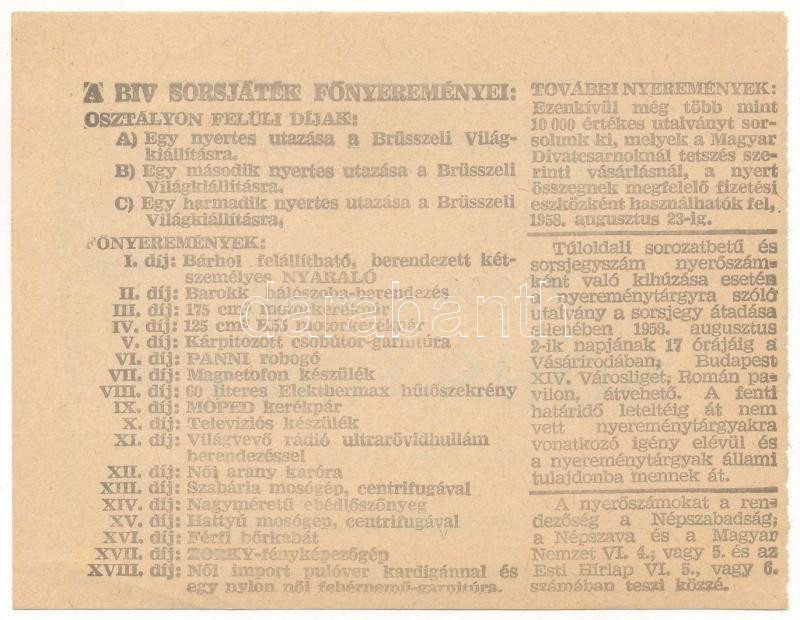 A BIV SORSJÁTÉK FŐNYEREMÉNYEI:
OSZTÁLYON FELÜLI DÍJAK:
A) Egy nyertes utazása a Brüsszeli Világ-
kiállításra.
B) Egy második nyertes utazása a Brüsszeli
Világkiállításra.
C) Egy harmadik nyertes utazása a Brüsszeli
Világkiállításra.
FŐNYEREMÉNYEK:
I. díj: Bárhol felállítható, berendezett két-
személyes NYARALÓ
II. díj: Barokk hálószoba-berendezés
III. díj: 175 cm³ motorkerékpár
IV. díj: 125 cm³ K55 motorkerékpár
V. díj: Kárpitozott csőbútor-garnitúra
VI. díj: PANNI robogó
VII. díj: Magnetofon készülék
VIII. díj: 60 literes Elekthermax hűtőszekrény
IX. díj: MOPED kerékpár
X. díj: Televiziós készülék
XI. díj: Világvevő rádió ultrarövidhullám
berendezéssel
XII. díj: Női arany karóra
XIII. díj: Szabária mosógép, centrifugával
XIV. díj: Nagyméretű ebédlőszőnyeg
XV. díj: Hattyú mosógép, centrifugával
XVI. díj: Férfi bőrkabát
XVII. díj: ZORKY-fényképezőgép
XVIII. díj: Női import pulóver kardigánnal és
egy nylon női fehérnemű-garnitúra.
TOVÁBBI NYEREMÉNYEK:
Ezenkívül még több mint
10 000 értékes utalványt sor-
solunk ki, melyek a Magyar
Divatcsarnoknál tetszés sze-
rinti vásárlásnál, a nyert
összegnek megfelelő fizetési
eszközként használhatók fel,
1958. augusztus 23-ig.
Túloldali sorozatbetű és
sorsjegyszám nyerőszám-
ként való kihúzása esetén
a nyereménytárgyra szóló
utalvány a sorsjegy átadása
ellenében 1958. augusztus
2-ik napjának 17 órájáig a
Vásárirodában, Budapest
XIV. Városliget, Román pa-
vilon, átvehető. A fenti
határidő leteltéig át nem
vett nyereménytárgyakra
vonatkozó igény elévül és
a nyereménytárgyak állami
tulajdonba mennek át.
A nyerőszámokat a ren-
dezőség a Népszabadság,
a Népszava és a Magyar
Nemzet VI. 4., vagy 5. és az
Esti Hírlap VI. 5., vagy 6.
számában teszi közzé.
darabanth